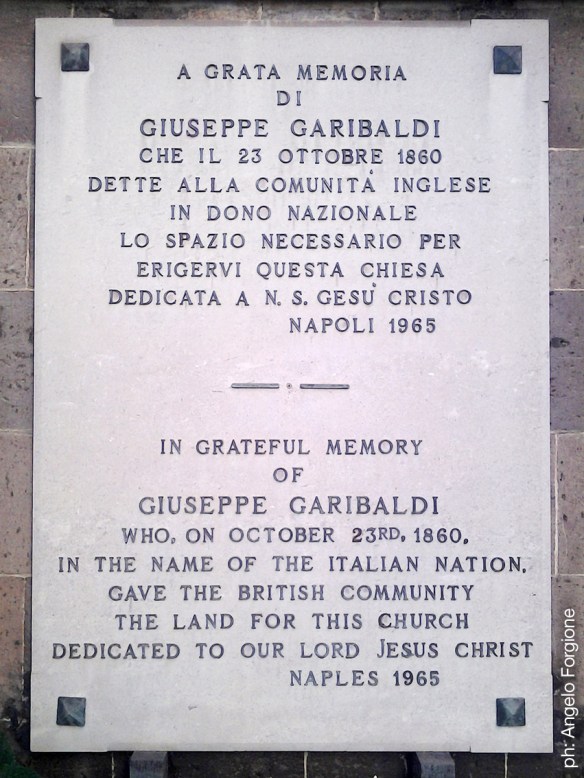 A GRATA MEMORIA
DI
GIUSEPPE GARIBALDI
CHE IL 23 OTTOBRE 1860
DETTE ALLA COMUNITÀ INGLESE
IN DONO NAZIONALE
LO SPAZIO NECESSARIO PER
ERIGERVI QUESTA CHIESA
DEDICATA A N. S. GESÙ CRISTO
NAPOLI 1965
IN GRATEFUL MEMORY
OF
GIUSEPPE GARIBALDI
WHO, ON OCTOBER 23RD, 1860,
IN THE NAME OF THE ITALIAN NATION,
GAVE THE BRITISH COMMUNITY
THE LAND FOR THIS CHURCH
DEDICATED TO OUR LORD JESUS CHRIST
NAPLES 1965
ph: Angelo Forgione